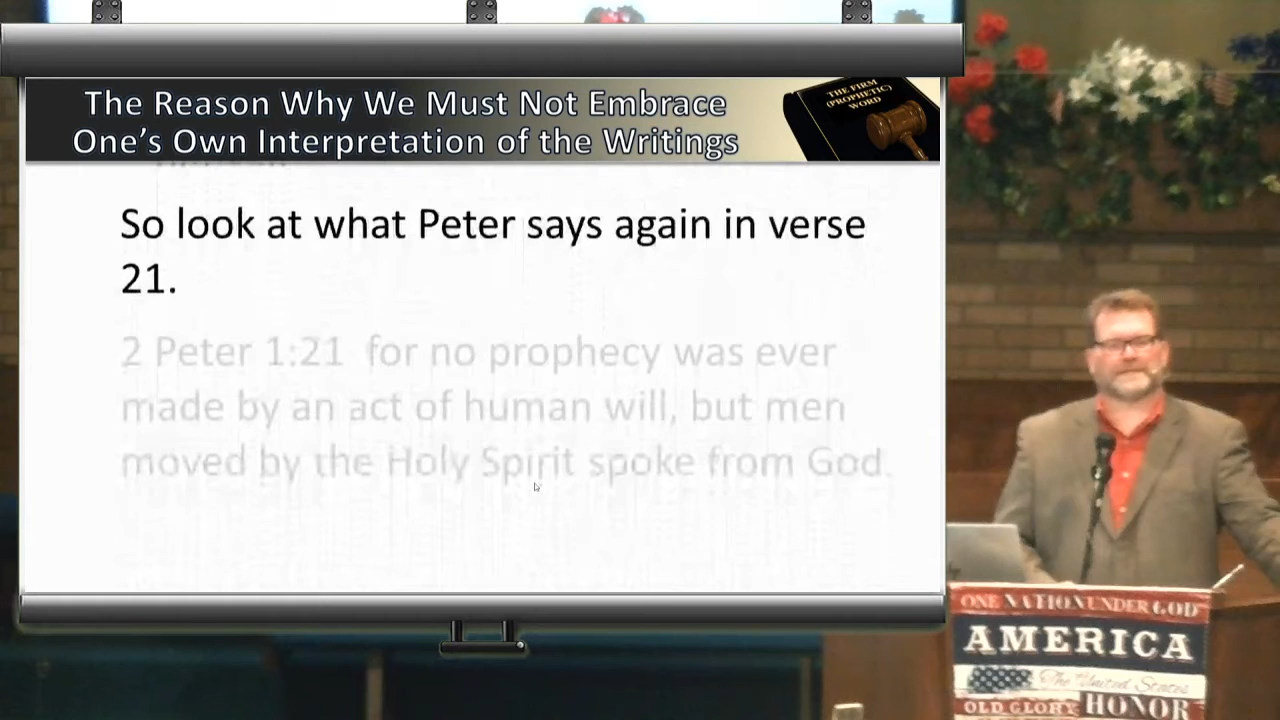 The Reason Why We Must Not Embrace
One's Own Interpretation of the Writings
THE FIRM
(PROPHETIC)
WORD
So look at what Peter says again in verse
21.
2 Peter 1:21 for no prophecy was ever
made by an act of human will, but men
moved by the Holy Spirit spoke from God.
ONE NATION UNDER GOD
AMERICA
The United States
OLD GLORY HONOR